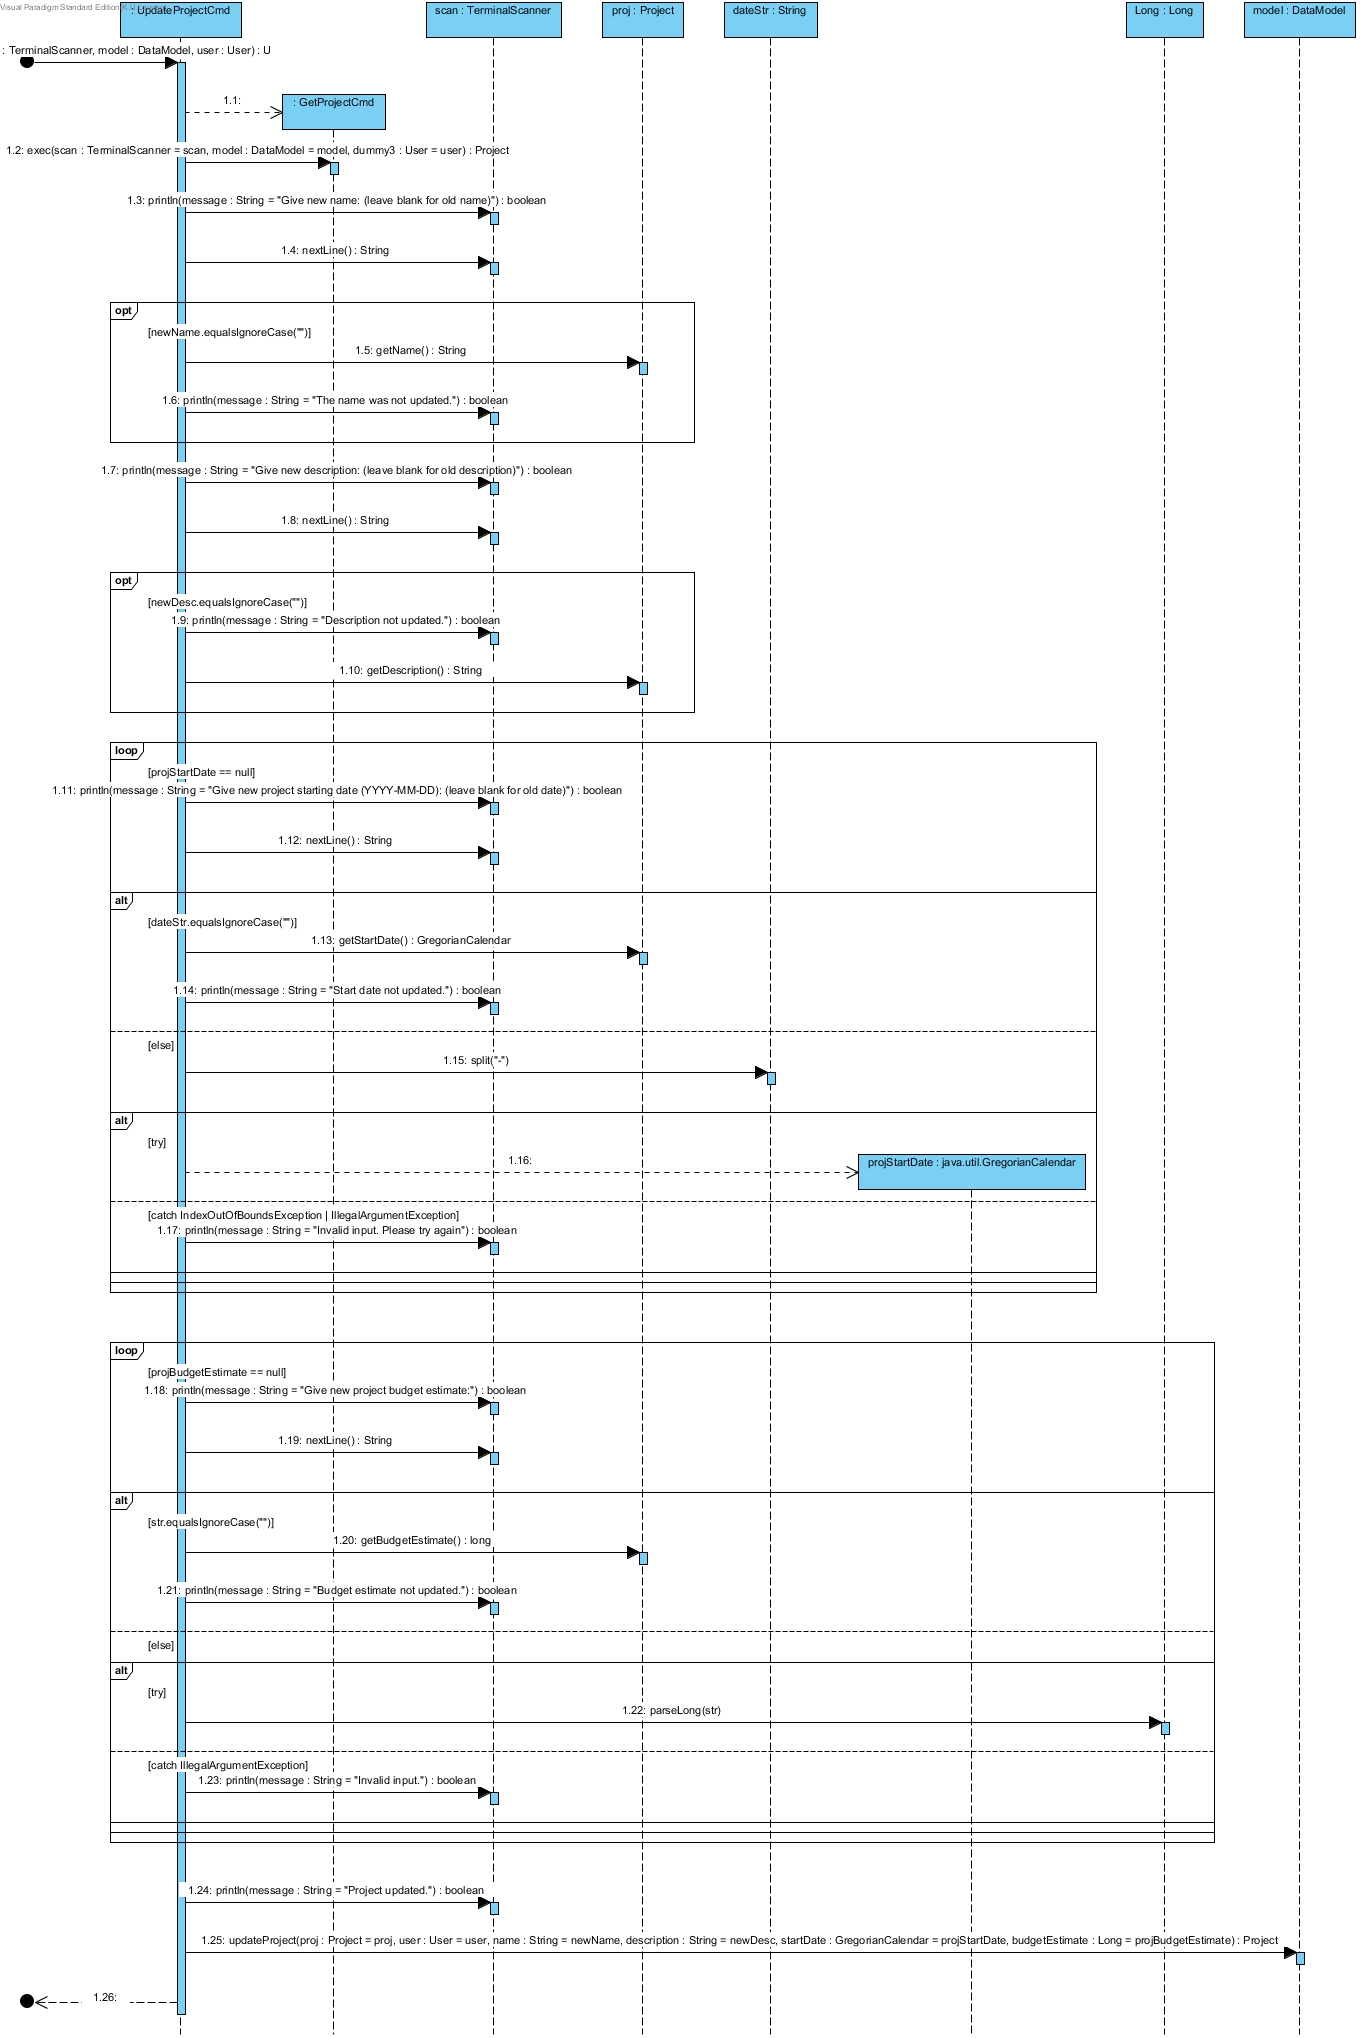 Visual Paradigm Standard Edition
: UpdateProjectCmd
scan : TerminalScanner
proj : Project
dateStr : String
Long : Long
model : DataModel
: TerminalScanner, model : DataModel, user : User) : U
1.1:
: GetProjectCmd
1.2: exec(scan : TerminalScanner = scan, model : DataModel = model, dummy3 : User = user) : Project
1.3: println(message : String = "Give new name: (leave blank for old name)") : boolean
1.4: nextLine() : String
opt
[newName.equalsIgnoreCase("")]
1.5: getName() : String
1.6: println(message : String = "The name was not updated.") : boolean
1.7: println(message : String = "Give new description: (leave blank for old description)") : boolean
1.8: nextLine() : String
opt
[newDesc.equalsIgnoreCase("")]
1.9: println(message : String = "Description not updated.") : boolean
1.10: getDescription() : String
loop
[projStartDate == null]
1.11: println(message : String = "Give new project starting date (YYYY-MM-DD): (leave blank for old date)") : boolean
1.12: nextLine() : String
alt
[dateStr.equalsIgnoreCase("")]
1.13: getStartDate() : GregorianCalendar
1.14: println(message : String = "Start date not updated.") : boolean
[else]
1.15: split("-")
alt
[try]
1.16:
projStartDate : java.util.GregorianCalendar
[catch IndexOutOfBoundsException | IllegalArgumentException]
1.17: println(message : String = "Invalid input. Please try again") : boolean
loop
[projBudgetEstimate == null]
1.18: println(message : String = "Give new project budget estimate:") : boolean
1.19: nextLine() : String
alt
[str.equalsIgnoreCase("")]
1.20: getBudgetEstimate() : long
1.21: println(message : String = "Budget estimate not updated.") : boolean
[else]
alt
[try]
1.22: parseLong(str)
[catch IllegalArgumentException]
1.23: println(message : String = "Invalid input.") : boolean
1.24: println(message : String = "Project updated.") : boolean
1.25: updateProject(proj : Project = proj, user : User = user, name : String = newName, description : String = newDesc, startDate : GregorianCalendar = projStartDate, budgetEstimate : Long = projBudgetEstimate) : Project
1.26: